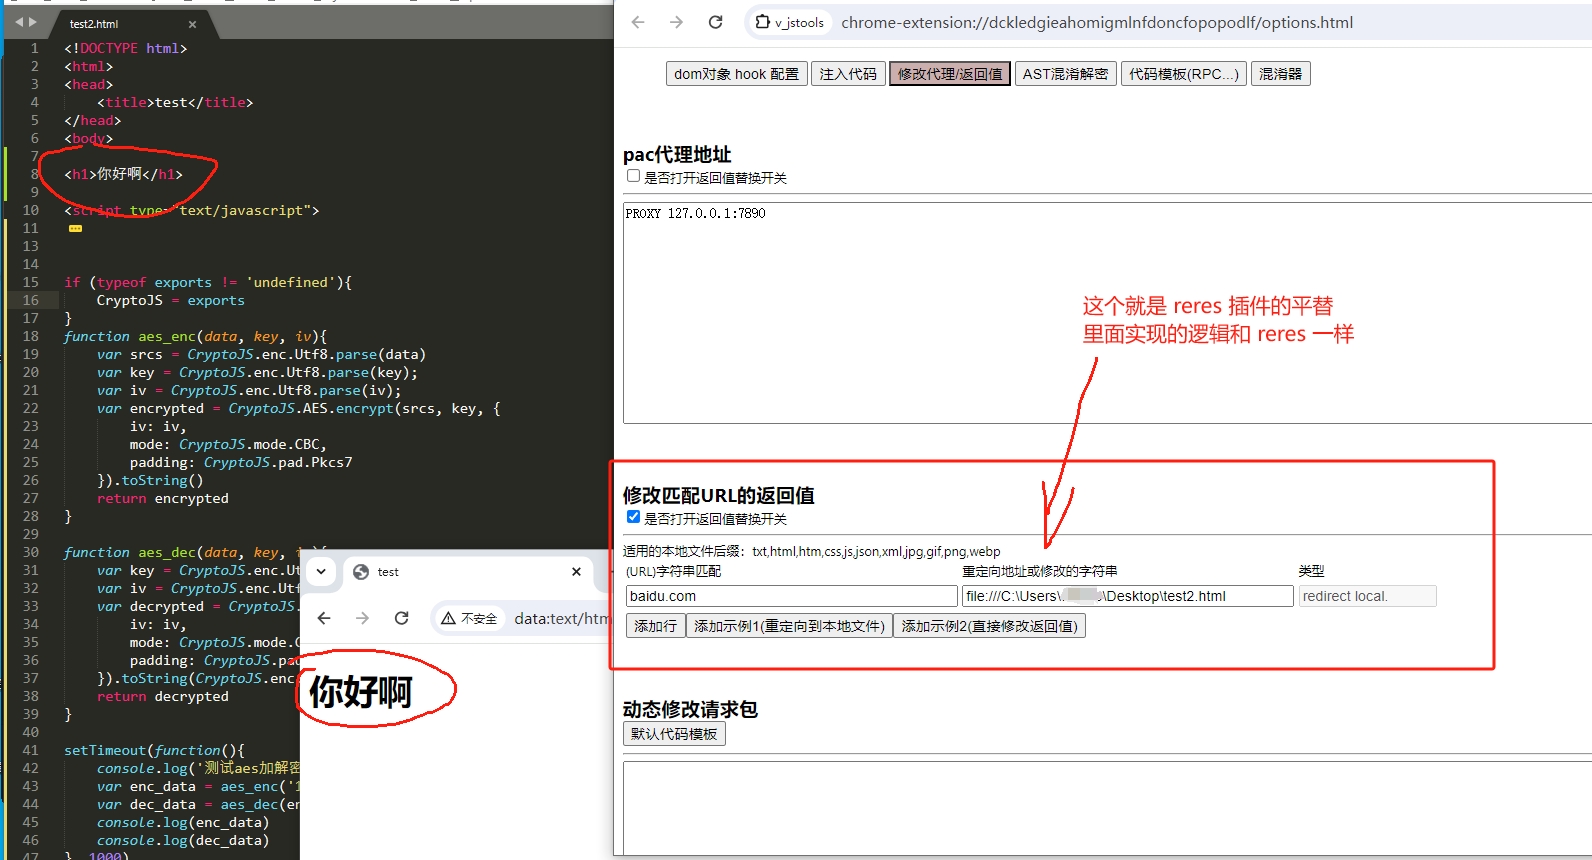 test2.html
1 <!DOCTYPE html>
2 <html>
3 <head>
4 <title>test</title>
5 </head>
6 <body>
7
8 <h1>你好啊</h1>
9
10 <script type="text/javascript">
11
13
14
15 if (typeof exports != 'undefined'){
16 CryptoJS = exports
17 }
18 function aes_enc(data, key, iv){
19 var srcs = CryptoJS.enc.Utf8.parse(data)
20 var key = CryptoJS.enc.Utf8.parse(key);
21 var iv = CryptoJS.enc.Utf8.parse(iv);
22 var encrypted = CryptoJS.AES.encrypt(srcs, key, {
23 iv: iv,
24 mode: CryptoJS.mode.CBC,
25 padding: CryptoJS.pad.Pkcs7
26 }).toString()
27 return encrypted
28 }
29
30 function aes_dec(data, key, iv){
31 var key = CryptoJS.enc.Ut
32 var iv = CryptoJS.enc.Utf
33 var decrypted = CryptoJS.
34 iv: iv,
35 mode: CryptoJS.mode.C
36 padding: CryptoJS.pad
37 }).toString(CryptoJS.enc.
38 return decrypted
39 }
40
41 setTimeout(function(){
42 console.log('测试aes加解密
43 var enc_data = aes_enc('1
44 var dec_data = aes_dec(en
45 console.log(enc_data)
46 console.log(dec_data)
47 }, 1000)
test
不安全 data:text/htm
你好啊
v_jstools chrome-extension://dckledgieahomigmlnfdoncfopopodlf/options.html
dom对象 hook 配置 注入代码 修改代理/返回值 AST混淆解密 代码模板(RPC...) 混淆器
pac代理地址
是否打开返回值替换开关
PROXY 127.0.0.1:7890
这个就是 reres 插件的平替
里面实现的逻辑和 reres 一样
修改匹配URL的返回值
是否打开返回值替换开关
适用的本地文件后缀：txt,html,htm,css,js,json,xml,jpg,gif,png,webp
(URL)字符串匹配 重定向地址或修改的字符串 类型
baidu.com file:///C:\Users\ \Desktop\test2.html redirect local.
添加行 添加示例1(重定向到本地文件) 添加示例2(直接修改返回值)
动态修改请求包
默认代码模板